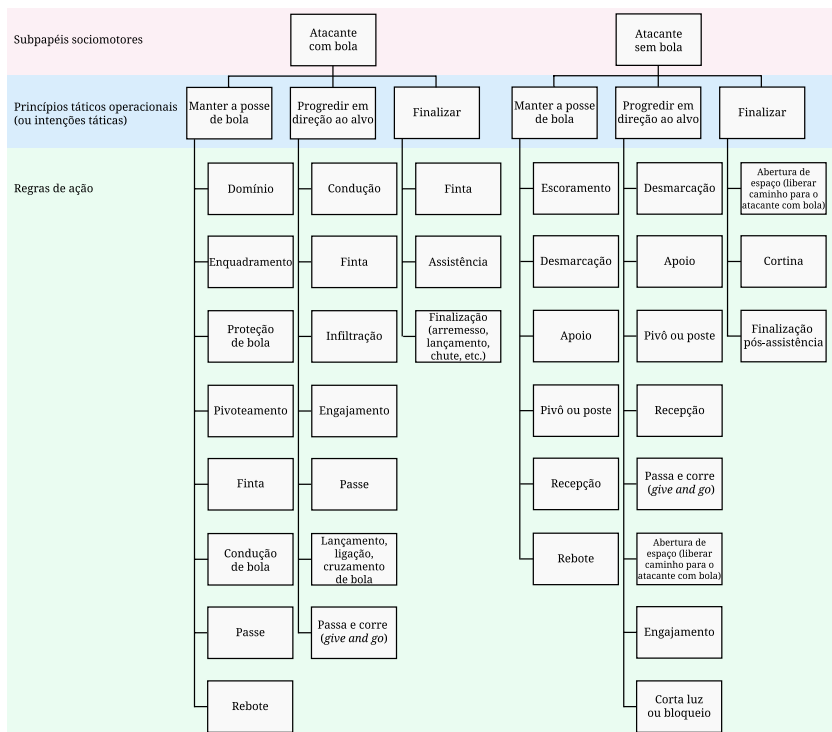 Subpapéis sociomotores
Atacante
com bola
Atacante
sem bola
Princípios táticos operacionais
(ou intenções táticas)
Manter a posse
de bola
Progredir em
direção ao alvo
Finalizar
Manter a posse
de bola
Progredir em
direção ao alvo
Finalizar
Regras de ação
Domínio
Enquadramento
Proteção
de bola
Pivoteamento
Finta
Condução
de bola
Passe
Rebote
Condução
Finta
Infiltração
Engajamento
Passe
Lançamento,
ligação,
cruzamento
de bola
Passa e corre
(give and go)
Finta
Assistência
Finalização
(arremesso,
lançamento,
chute, etc.)
Escoramento
Desmarcação
Apoio
Pivô ou poste
Recepção
Rebote
Desmarcação
Apoio
Pivô ou poste
Recepção
Passa e corre
(give and go)
Abertura de
espaço (liberar
caminho para o
atacante com bola)
Engajamento
Corta luz
ou bloqueio
Abertura de
espaço (liberar
caminho para o
atacante com bola)
Cortina
Finalização
pós-assistência